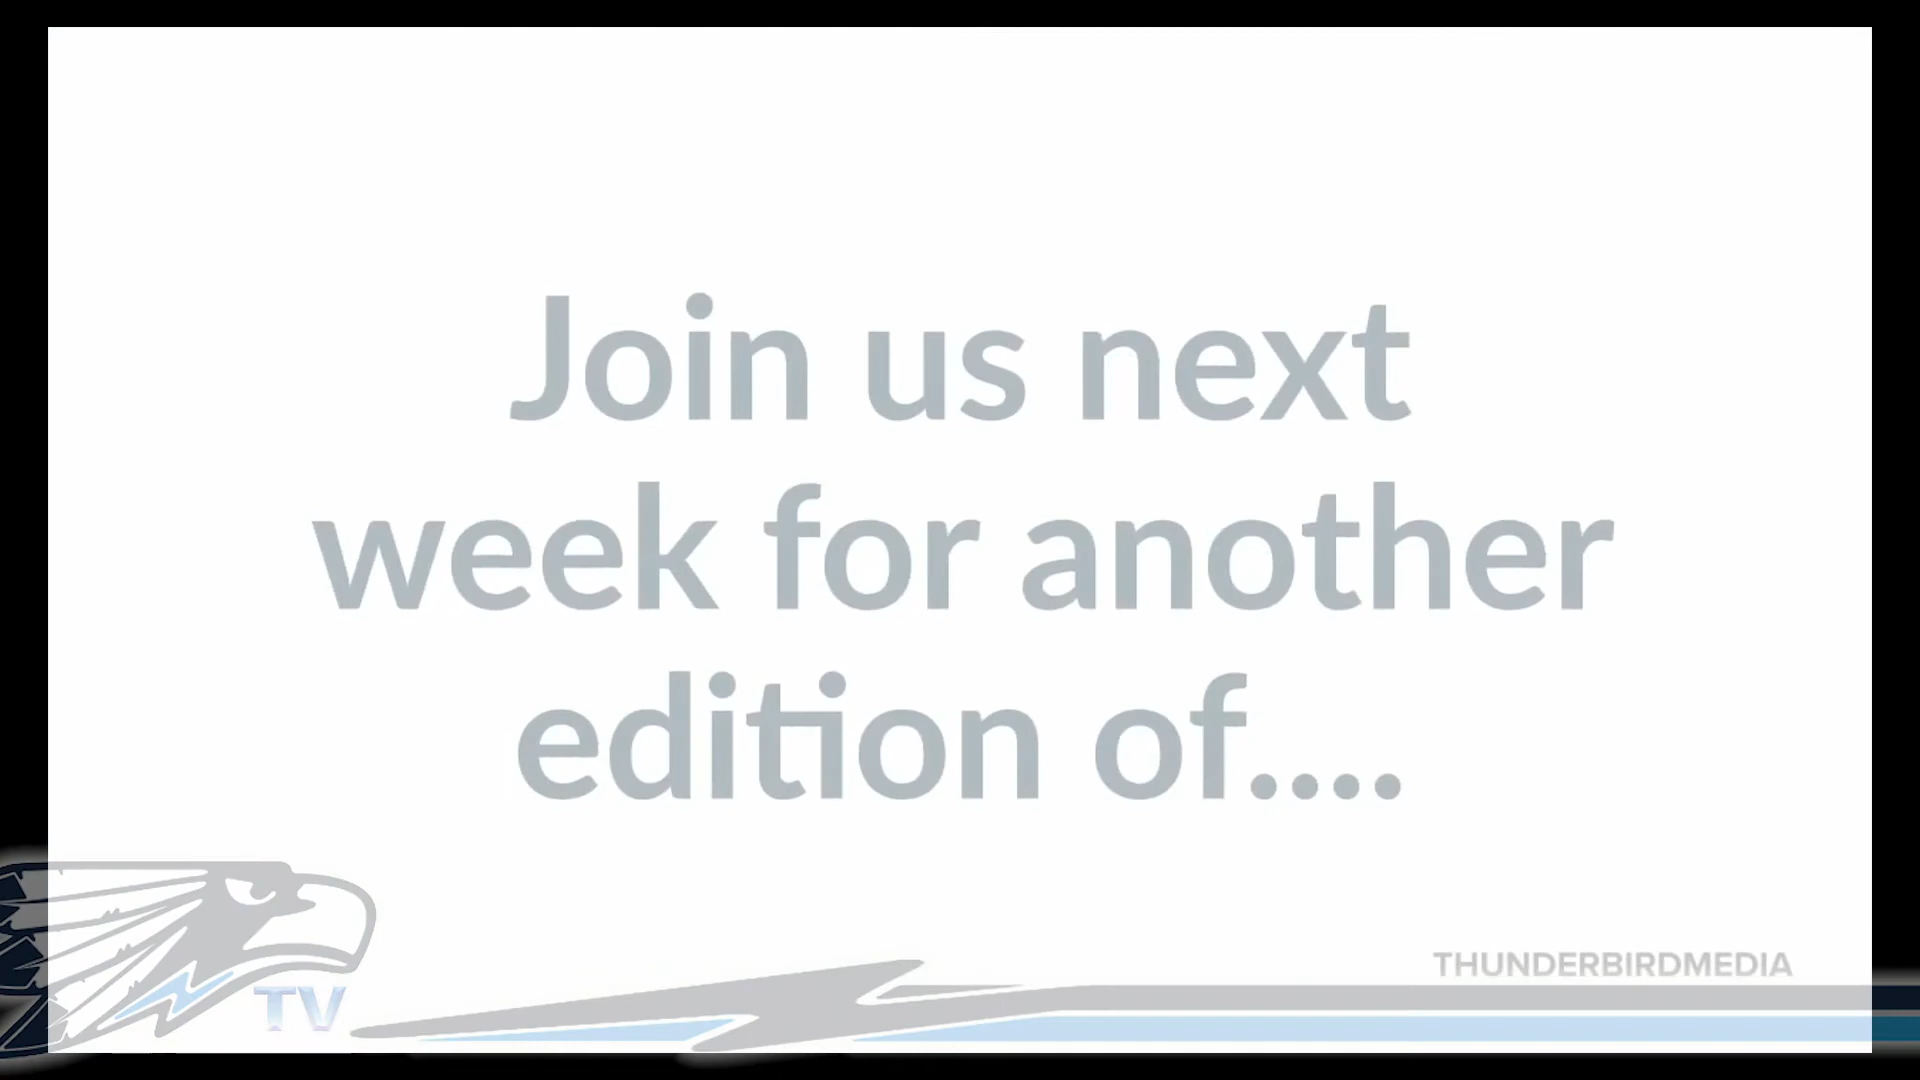 Join us next
week for another
edition of....
THUNDERBIRDMEDIA
TV